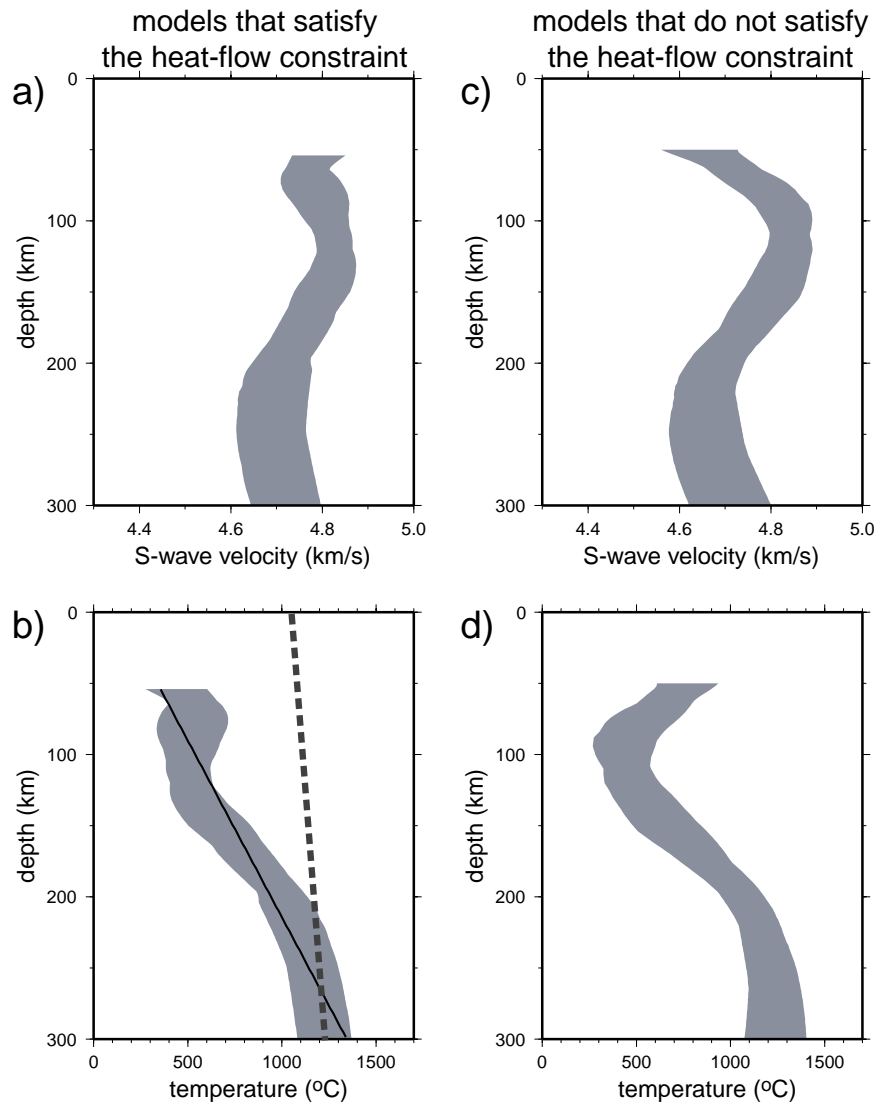 models that satisfy
the heat-flow constraint
models that do not satisfy
the heat-flow constraint
a)
0
100
200
300
depth (km)
4.4 4.6 4.8 5.0
S-wave velocity (km/s)
c)
0
100
200
300
depth (km)
4.4 4.6 4.8 5.0
S-wave velocity (km/s)
b)
0
100
200
300
depth (km)
0 500 1000 1500
temperature (oC)
d)
0
100
200
300
depth (km)
0 500 1000 1500
temperature (oC)